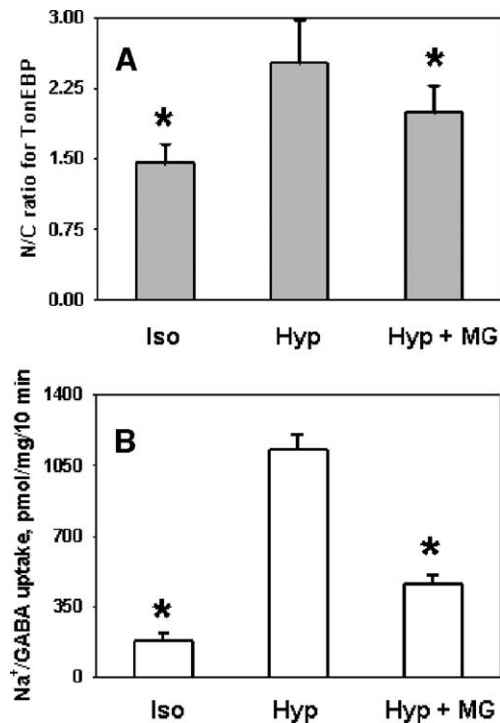 3.00
A
2.25
*
*
1.50
0.75
0.00
N/C ratio for TonEBP
Iso Hyp Hyp + MG
1400
B
1050
700
*
350
*
0
Na⁺/GABA uptake, pmol/mg/10 min
Iso Hyp Hyp + MG